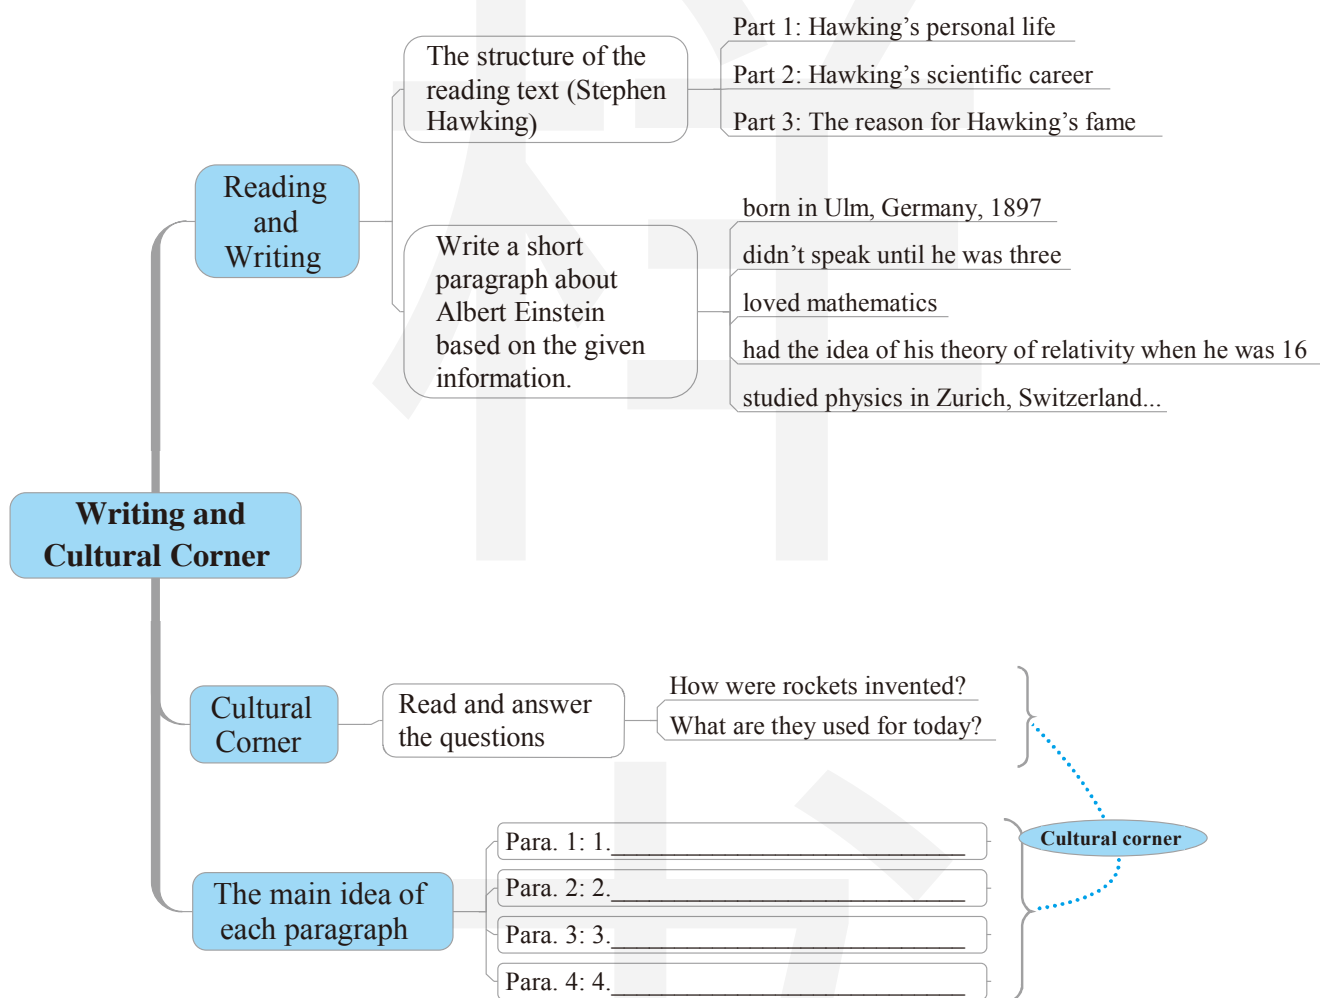 Part 1: Hawking’s personal life
The structure of the
reading text (Stephen
Hawking)
Part 2: Hawking’s scientific career
Part 3: The reason for Hawking’s fame
Reading
and
Writing
born in Ulm, Germany, 1897
Write a short
paragraph about
Albert Einstein
based on the given
information.
didn’t speak until he was three
loved mathematics
had the idea of his theory of relativity when he was 16
studied physics in Zurich, Switzerland...
Writing and
Cultural Corner
Cultural
Corner
Read and answer
the questions
How were rockets invented?
What are they used for today?
Cultural corner
The main idea of
each paragraph
Para. 1: 1.
Para. 2: 2.
Para. 3: 3.
Para. 4: 4.